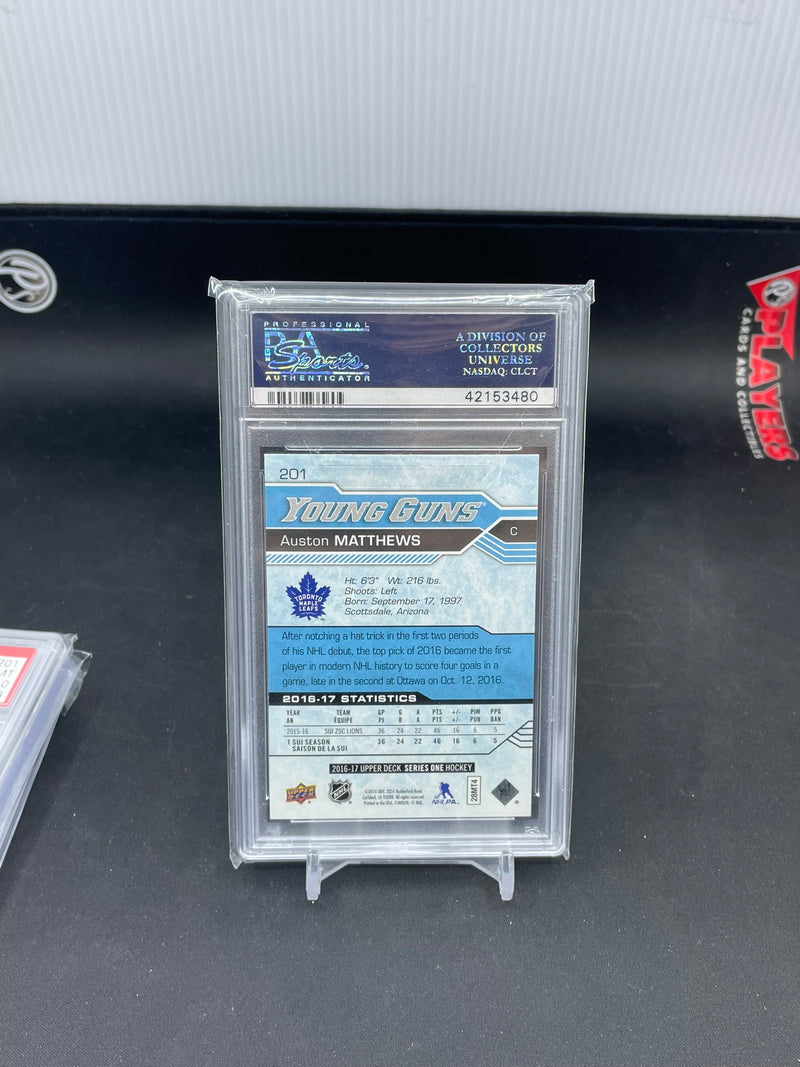 PROFESSIONAL
PSA
Sports
AUTHENTICATOR
A DIVISION OF
COLLECTORS
UNIVERSE
NASDAQ: CLCT
42153480
PLAYERS
CARDS AND COLLECTIBLES
201
YOUNG GUNS
Auston MATTHEWS
C
TORONTO
MAPLE
LEAFS
Ht: 6'3" Wt: 216 lbs.
Shoots: Left
Born: September 17, 1997
Scottsdale, Arizona
After notching a hat trick in the first two periods
of his NHL debut, the top pick of 2016 became the first
player in modern NHL history to score four goals in a
game, late in the second at Ottawa on Oct. 12, 2016.
2016-17 STATISTICS
YEAR TEAM GP G A PTS +/- PIM PPG
AN ÉQUIPE PJ B A PTS +/- PUN BAN
2015-16 SUI ZSC LIONS 36 24 22 46 16 6 5
1 SUI SEASON 36 24 22 46 16 6 5
SAISON DE LA SUI
2016-17 UPPER DECK SERIES ONE HOCKEY
UPPER DECK
NHL
NHLPA
28MT4
201
MT